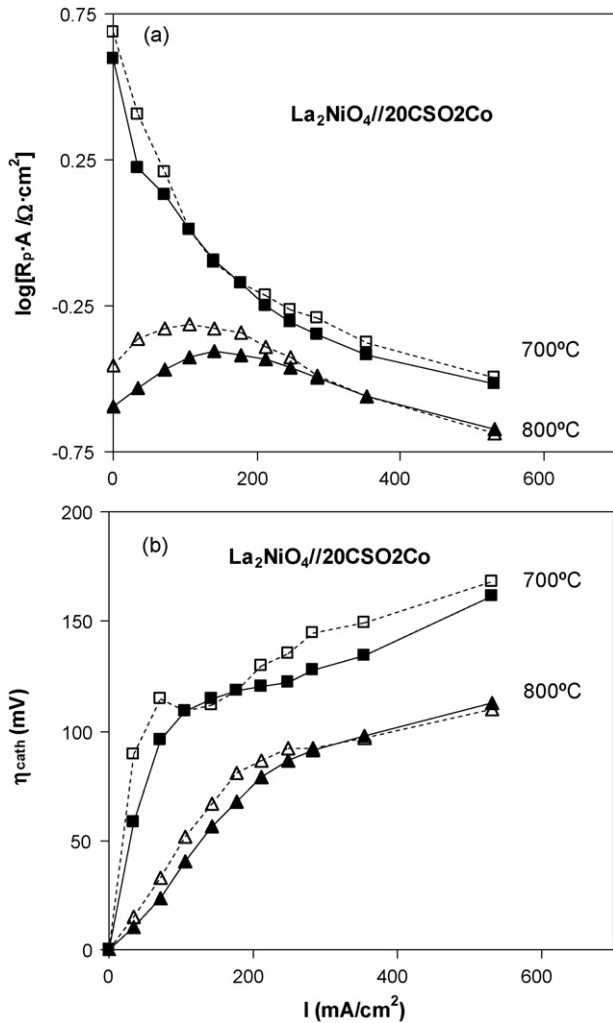 0.75
(a)
La₂NiO₄//20CSO2Co
0.25
log[Rₚ·A /Ω·cm²]
-0.25
700ºC
800ºC
-0.75
0 200 400 600
200
(b)
La₂NiO₄//20CSO2Co
700ºC
150
800ºC
100
η cath (mV)
50
0
0 200 400 600
I (mA/cm²)